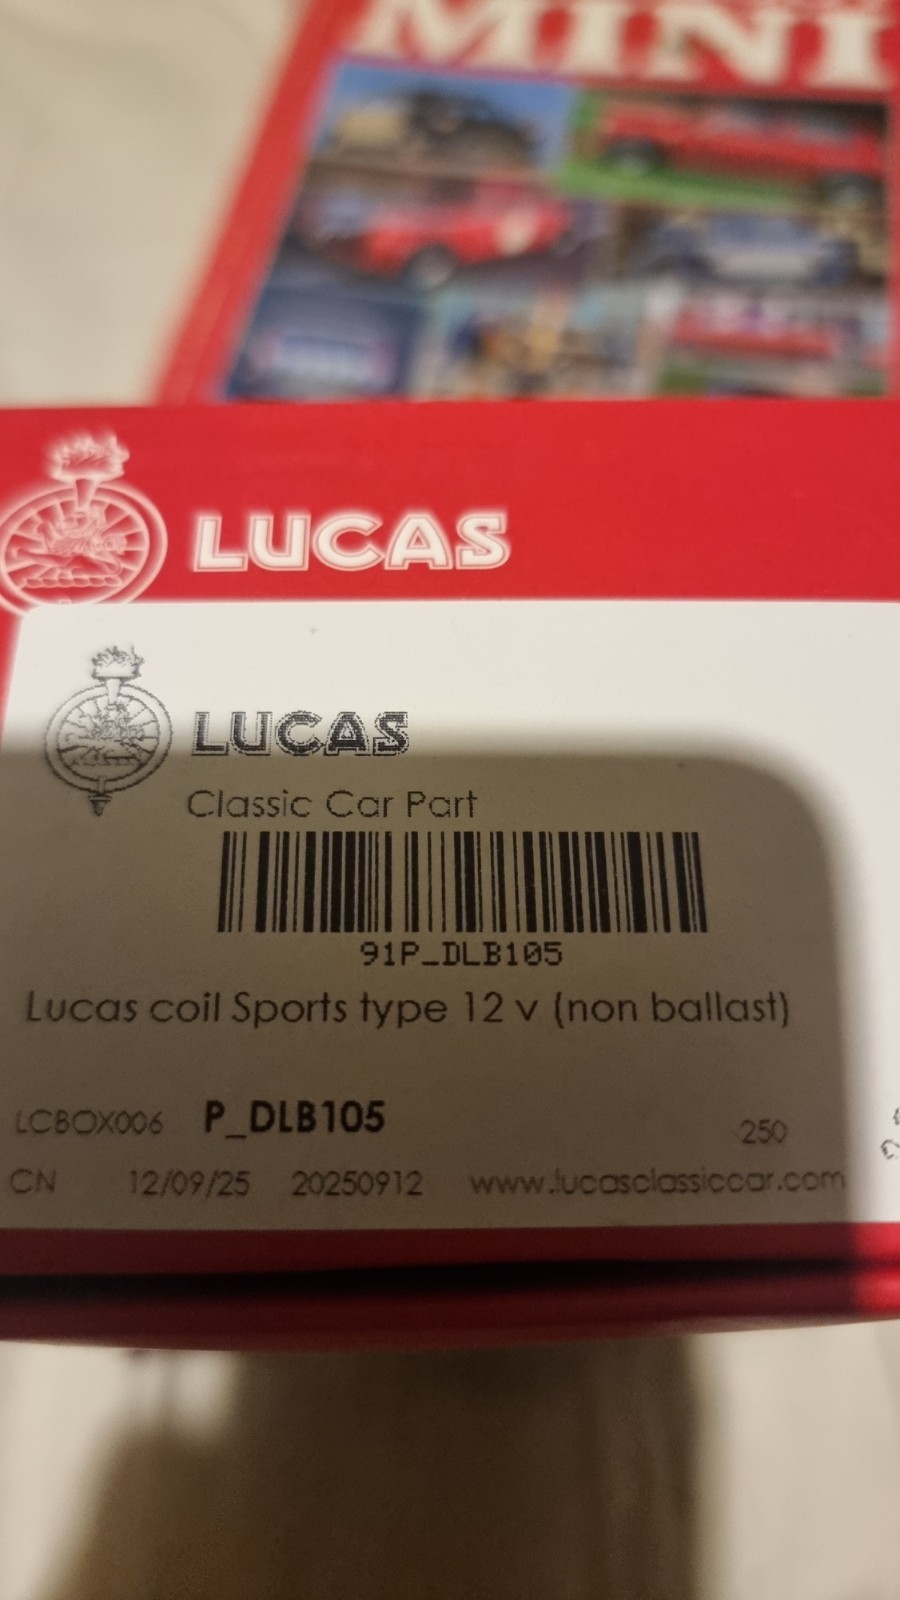 MINI
LUCAS
LUCAS
Classic Car Part
91P_DLB105
Lucas coil Sports type 12 v (non ballast)
LCBOX006 P_DLB105 250
CN 12/09/25 20250912 www.lucasclassiccar.com